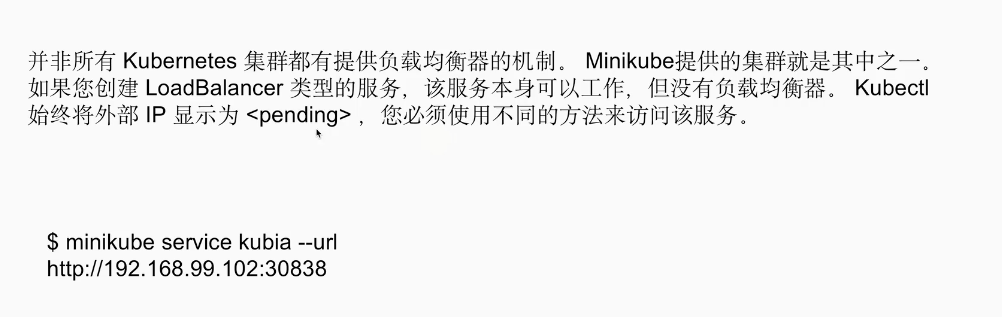 并非所有 Kubernetes 集群都有提供负载均衡器的机制。 Minikube提供的集群就是其中之一。
如果您创建 LoadBalancer 类型的服务，该服务本身可以工作，但没有负载均衡器。 Kubectl
始终将外部 IP 显示为 <pending> ，您必须使用不同的方法来访问该服务。
$ minikube service kubia --url
http://192.168.99.102:30838